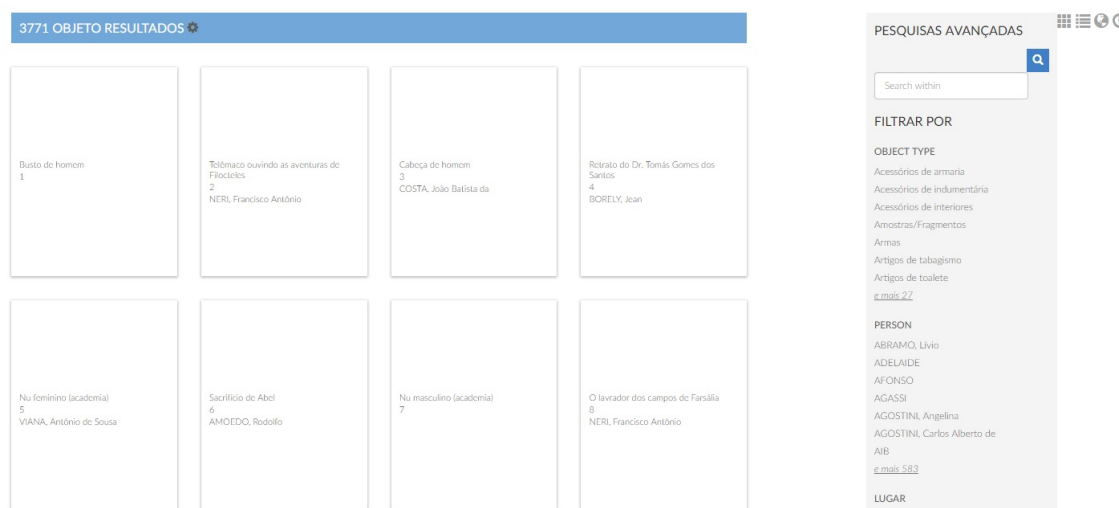 3771 OBJETO RESULTADOS
Busto de homem
1
Telêmaco ouvindo as aventuras de
Filocteles
2
NERI, Francisco Antônio
Cabeça de homem
3
COSTA, João Batista da
Retrato do Dr. Tomás Gomes dos
Santos
4
BORELY, Jean
Nu feminino (academia)
5
VIANA, Antônio de Sousa
Sacrifício de Abel
6
AMOEDO, Rodolfo
Nu masculino (academia)
7
O lavrador dos campos de Farsália
8
NERI, Francisco Antônio
PESQUISAS AVANÇADAS
Search within
FILTRAR POR
OBJECT TYPE
Acessórios de armaria
Acessórios de indumentária
Acessórios de interiores
Amostras/Fragmentos
Armas
Artigos de tabagismo
Artigos de toalete
e mais 27
PERSON
ABRAMO, Lívio
ADELAIDE
AFONSO
AGASSI
AGOSTINI, Angelina
AGOSTINI, Carlos Alberto de
AIB
e mais 583
LUGAR